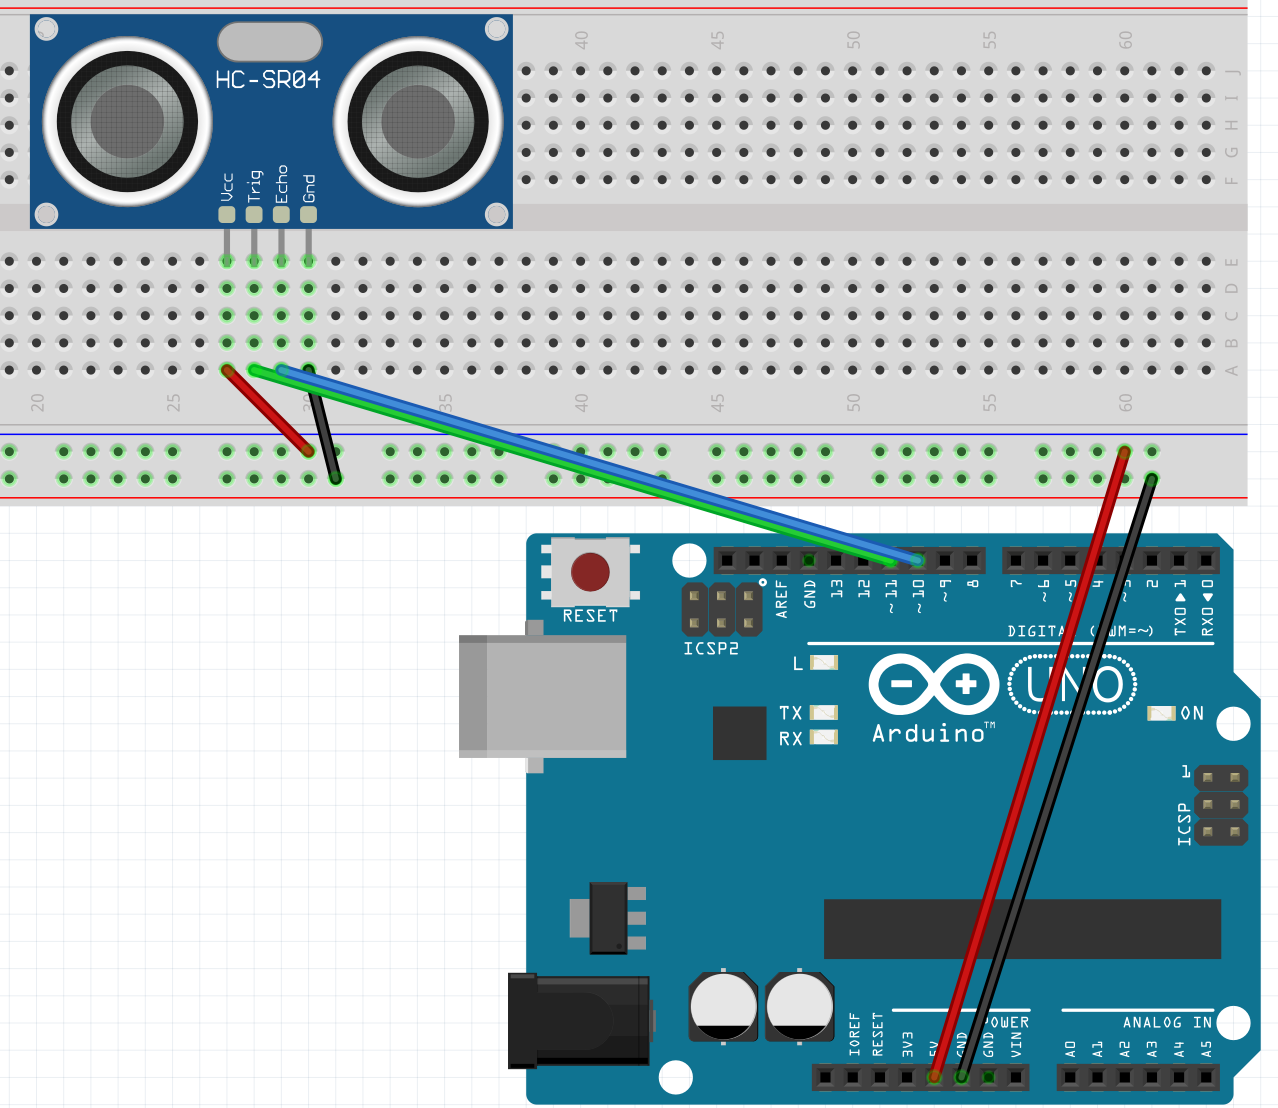 40 45 50 55 60
J
I
H
G
F
HC-SR04
Vcc
Trig
Echo
Gnd
E
D
C
B
A
20 25 35 40 45 50 55 60
RESET
ICSP2
AREF
GND
13
12
~11
~10
~9
8
7
~6
~5
4
2
TX0▶1
RX0◀0
L
TX
RX
Arduino™
UNO
ON
1
ICSP
POWER
ANALOG IN
IOREF
RESET
3V3
5V
GND
GND
VIN
A0
A1
A2
A3
A4
A5